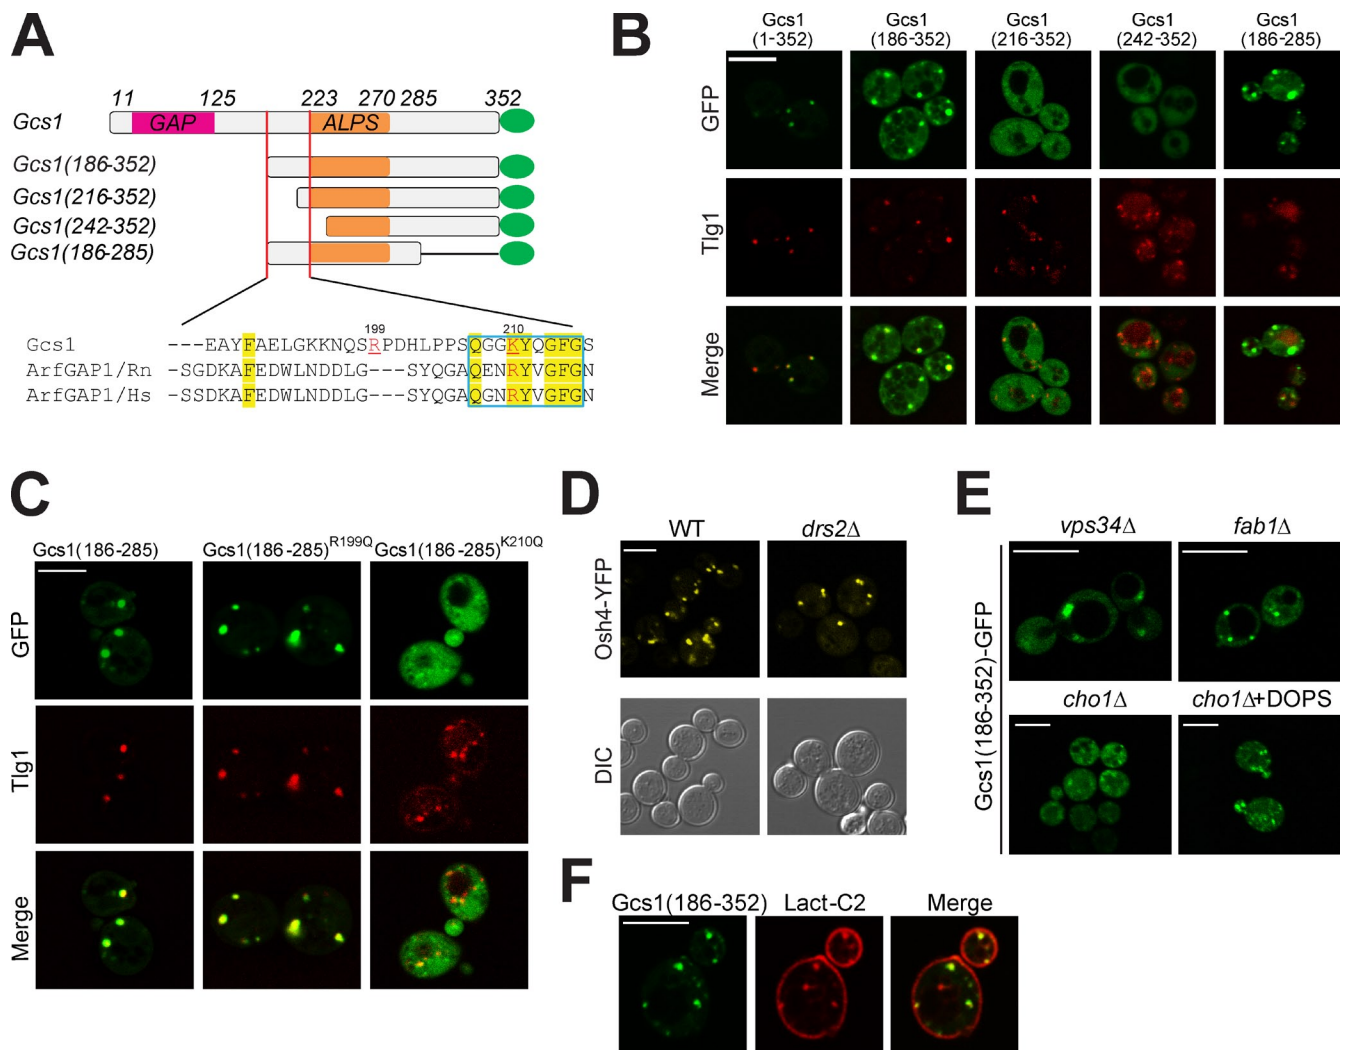 A
11 125 223 270 285 352
Gcs1 GAP ALPS
Gcs1(186-352)
Gcs1(216-352)
Gcs1(242-352)
Gcs1(186-285)
199 210
Gcs1 ---EAYFAELGKKNQSRPDHLPPSQGGKYQGFGS
ArfGAP1/Rn -SGDKAFEDWLNDDLG---SYQGAQENRYVGFGN
ArfGAP1/Hs -SSDKAFEDWLNDDLG---SYQGAQGNRYVGFGN
B
Gcs1 Gcs1 Gcs1 Gcs1 Gcs1
(1-352) (186-352) (216-352) (242-352) (186-285)
GFP
Tlg1
Merge
C
Gcs1(186-285) Gcs1(186-285)R199Q Gcs1(186-285)K210Q
GFP
Tlg1
Merge
D
WT drs2Δ
Osh4-YFP
DIC
E
vps34Δ fab1Δ
Gcs1(186-352)-GFP
cho1Δ cho1Δ+DOPS
F
Gcs1(186-352) Lact-C2 Merge